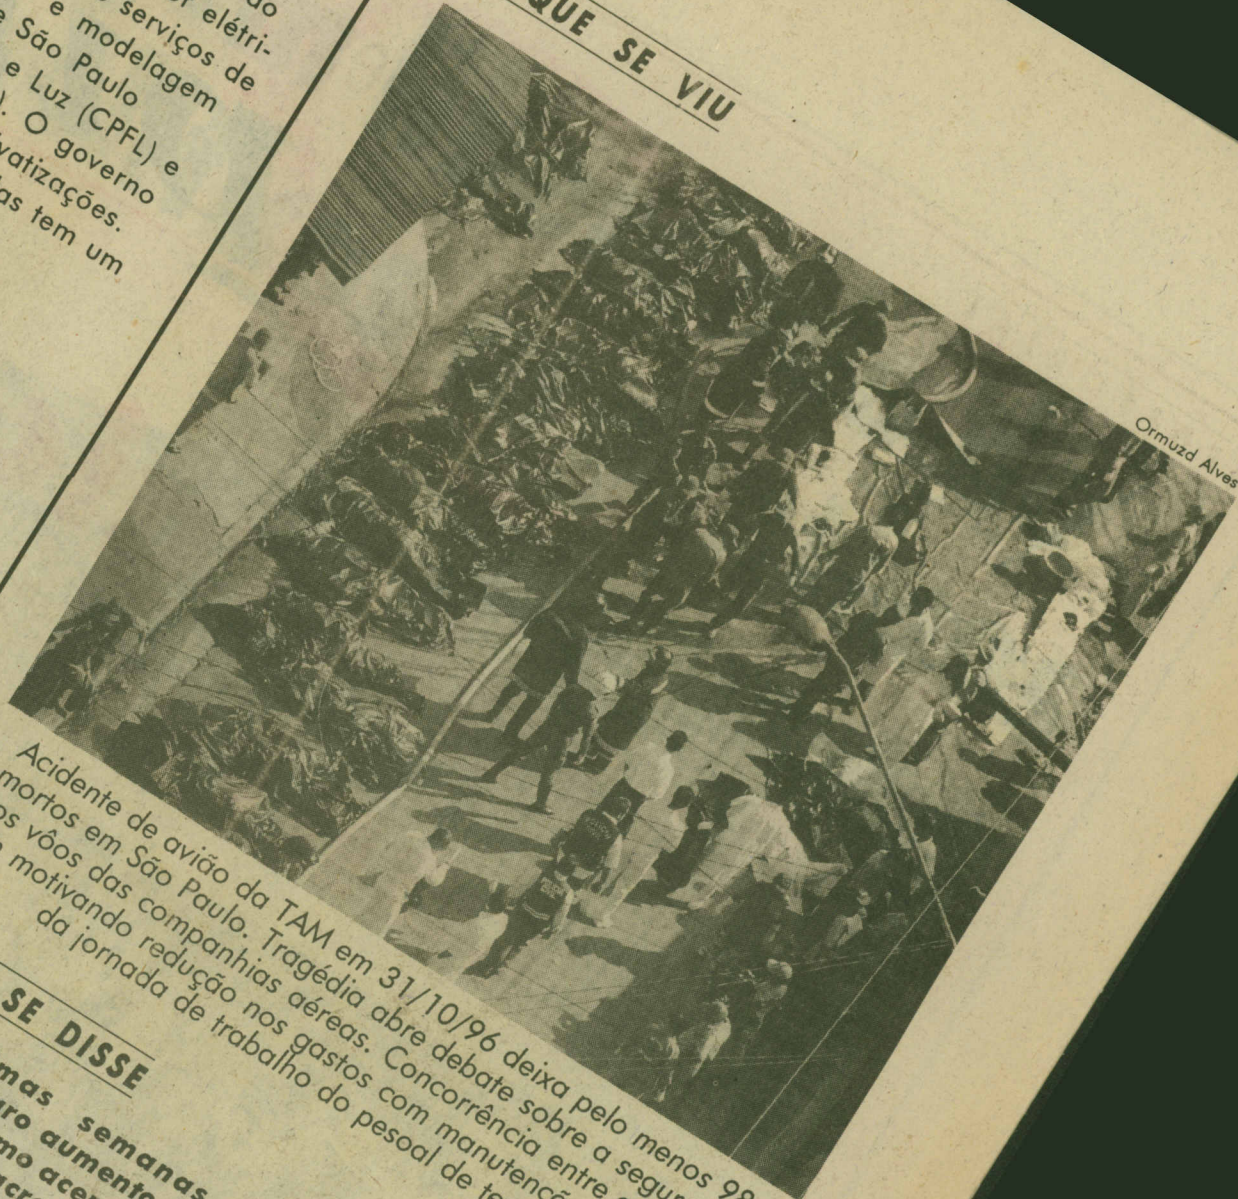 elétri-
serviços de
e modelagem
São Paulo
e Luz (CPFL) e
). O governo
vatizações.
as tem um
QUE SE VIU
Ormuzd Alves
Acidente de avião da TAM em 31/10/96 deixa pelo menos 98
mortos em São Paulo. Tragédia abre debate sobre a segur
os vôos das companhias aéreas. Concorrência entre
motivando redução nos gastos com manutenç
da jornada de trabalho do pesoal de te
SE DISSE
mas semanas
aumento